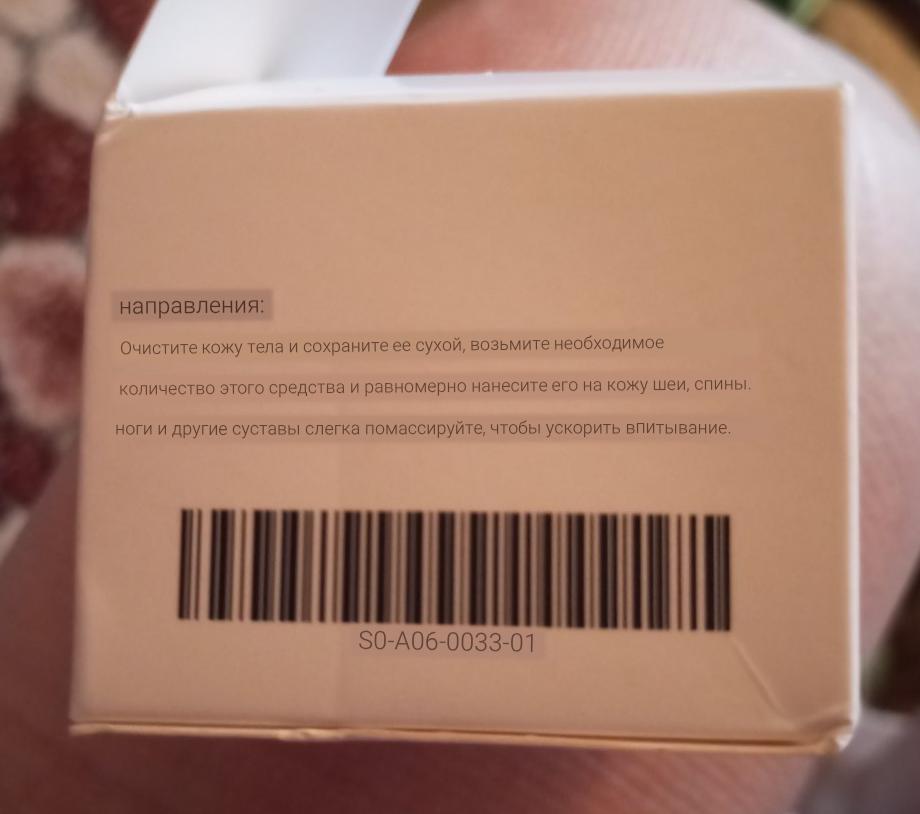 направления:
Очистите кожу тела и сохраните ее сухой, возьмите необходимое
количество этого средства и равномерно нанесите его на кожу шеи, спины.
ноги и другие суставы слегка помассируйте, чтобы ускорить впитывание.
S0-A06-0033-01